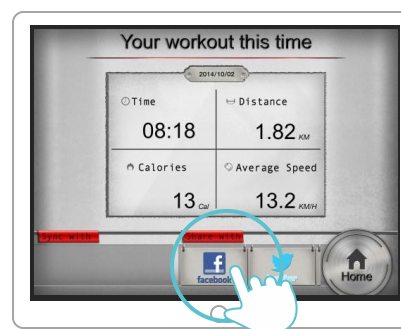 Your workout this time
2014/10/02
Time
Distance
08:18
1.82 KM
Calories
Average Speed
13 Cal
13.2 KM/H
Sync with
Share with
facebook
Home